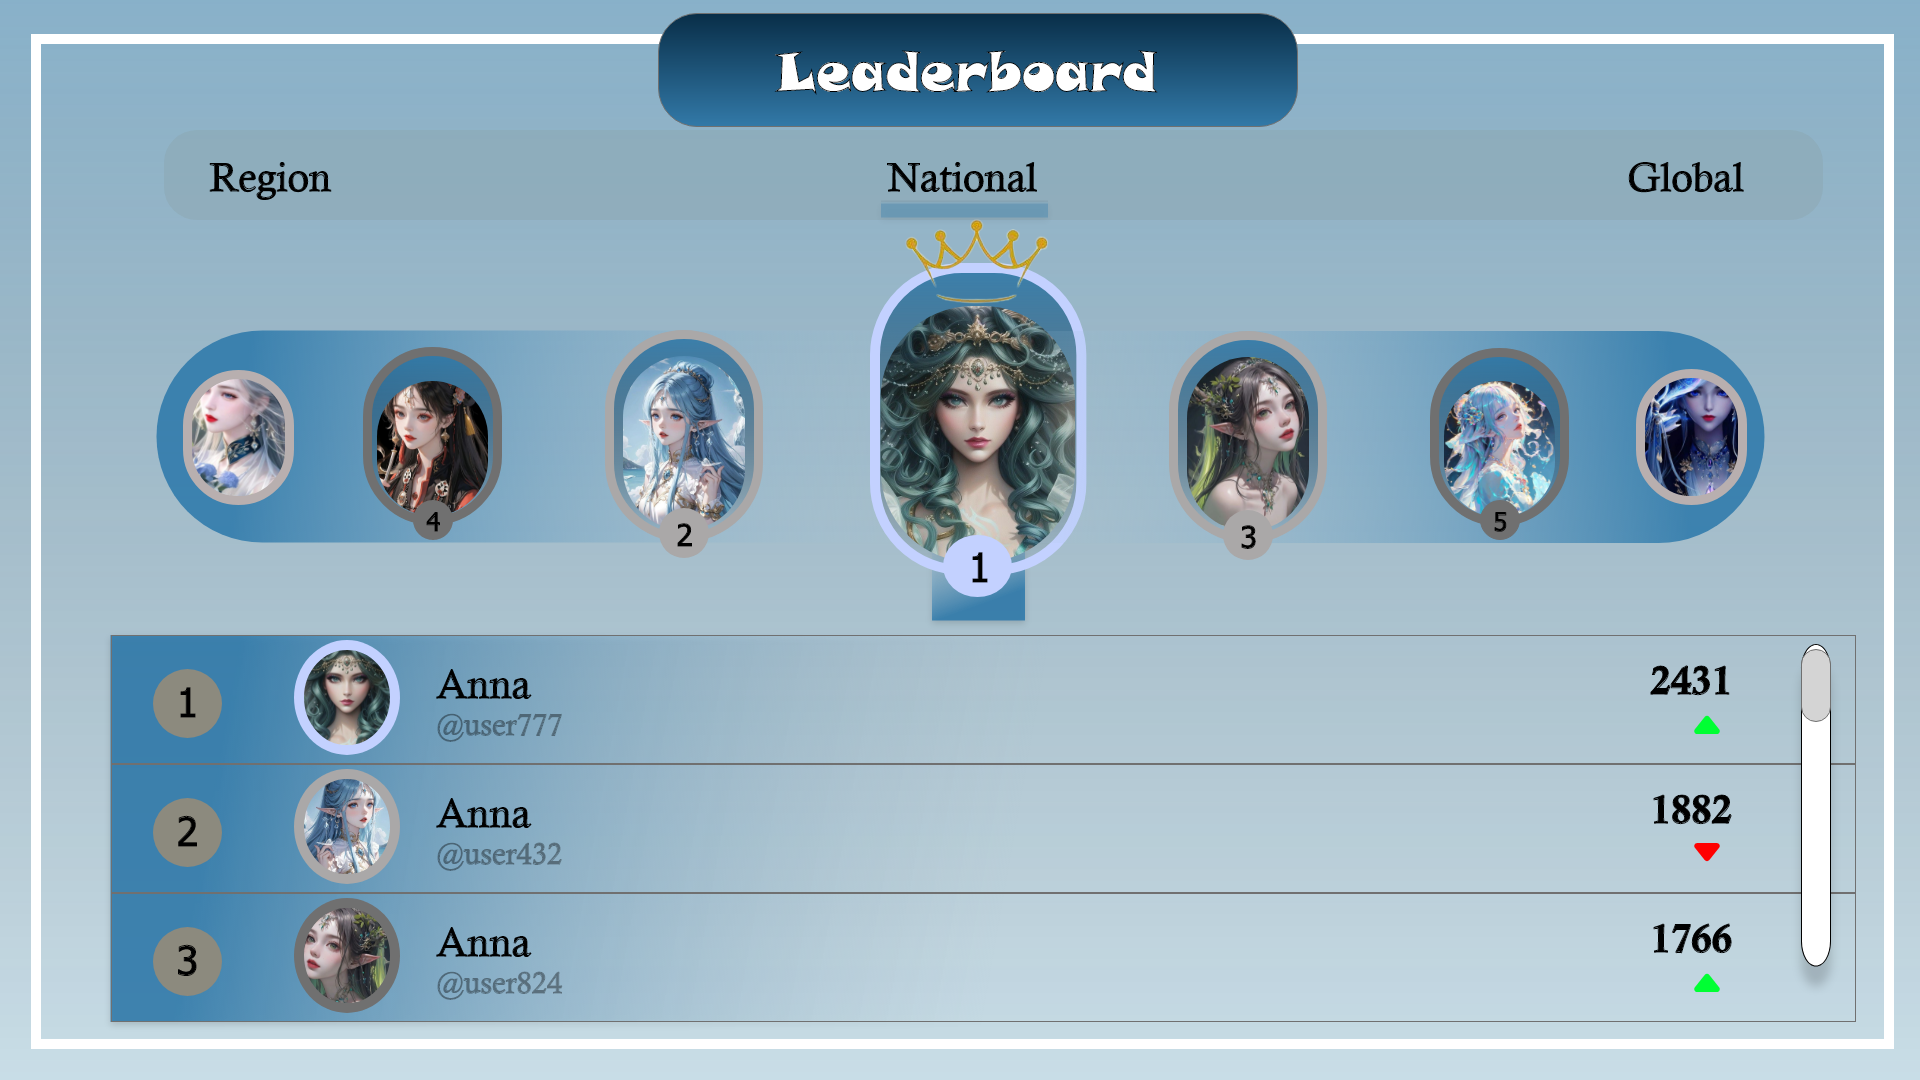 Leaderboard
Region National Global
4 2 1 3 5
1 Anna 2431
@user777
2 Anna 1882
@user432
3 Anna 1766
@user824